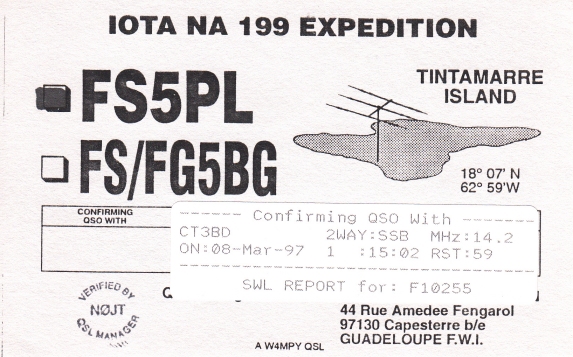 IOTA NA 199 EXPEDITION
FS5PL
TINTAMARRE
ISLAND
FS/FG5BG
18° 07' N
62° 59'W
CONFIRMING
QSO WITH
------ Confirming QSO With -------
CT3BD 2WAY:SSB MHz:14.2
ON:08-Mar-97 1 :15:02 RST:59
SWL REPORT for: F10255
VERIFIED BY
NØJT
QSL MANAGER
44 Rue Amedee Fengarol
97130 Capesterre b/e
GUADELOUPE F.W.I.
A W4MPY QSL